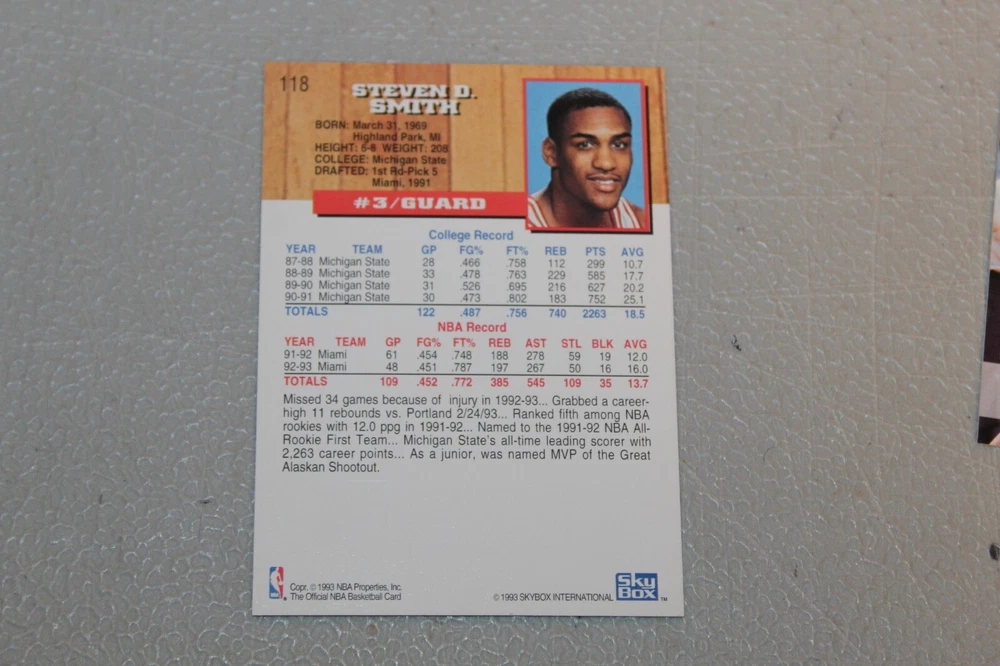 118
STEVEN D.
SMITH
BORN: March 31, 1969
Highland Park, MI
HEIGHT: 6-8 WEIGHT: 208
COLLEGE: Michigan State
DRAFTED: 1st Rd-Pick 5
Miami, 1991
#3/GUARD
College Record
YEAR TEAM GP FG% FT% REB PTS AVG
87-88 Michigan State 28 .466 .758 112 299 10.7
88-89 Michigan State 33 .478 .763 229 585 17.7
89-90 Michigan State 31 .526 .695 216 627 20.2
90-91 Michigan State 30 .473 .802 183 752 25.1
TOTALS 122 .487 .756 740 2263 18.5
NBA Record
YEAR TEAM GP FG% FT% REB AST STL BLK AVG
91-92 Miami 61 .454 .748 188 278 59 19 12.0
92-93 Miami 48 .451 .787 197 267 50 16 16.0
TOTALS 109 .452 .772 385 545 109 35 13.7
Missed 34 games because of injury in 1992-93... Grabbed a career-
high 11 rebounds vs. Portland 2/24/93... Ranked fifth among NBA
rookies with 12.0 ppg in 1991-92... Named to the 1991-92 NBA All-
Rookie First Team... Michigan State's all-time leading scorer with
2,263 career points... As a junior, was named MVP of the Great
Alaskan Shootout.
Copr. © 1993 NBA Properties, Inc.
The Official NBA Basketball Card
© 1993 SKYBOX INTERNATIONAL
Sky
Box
TM